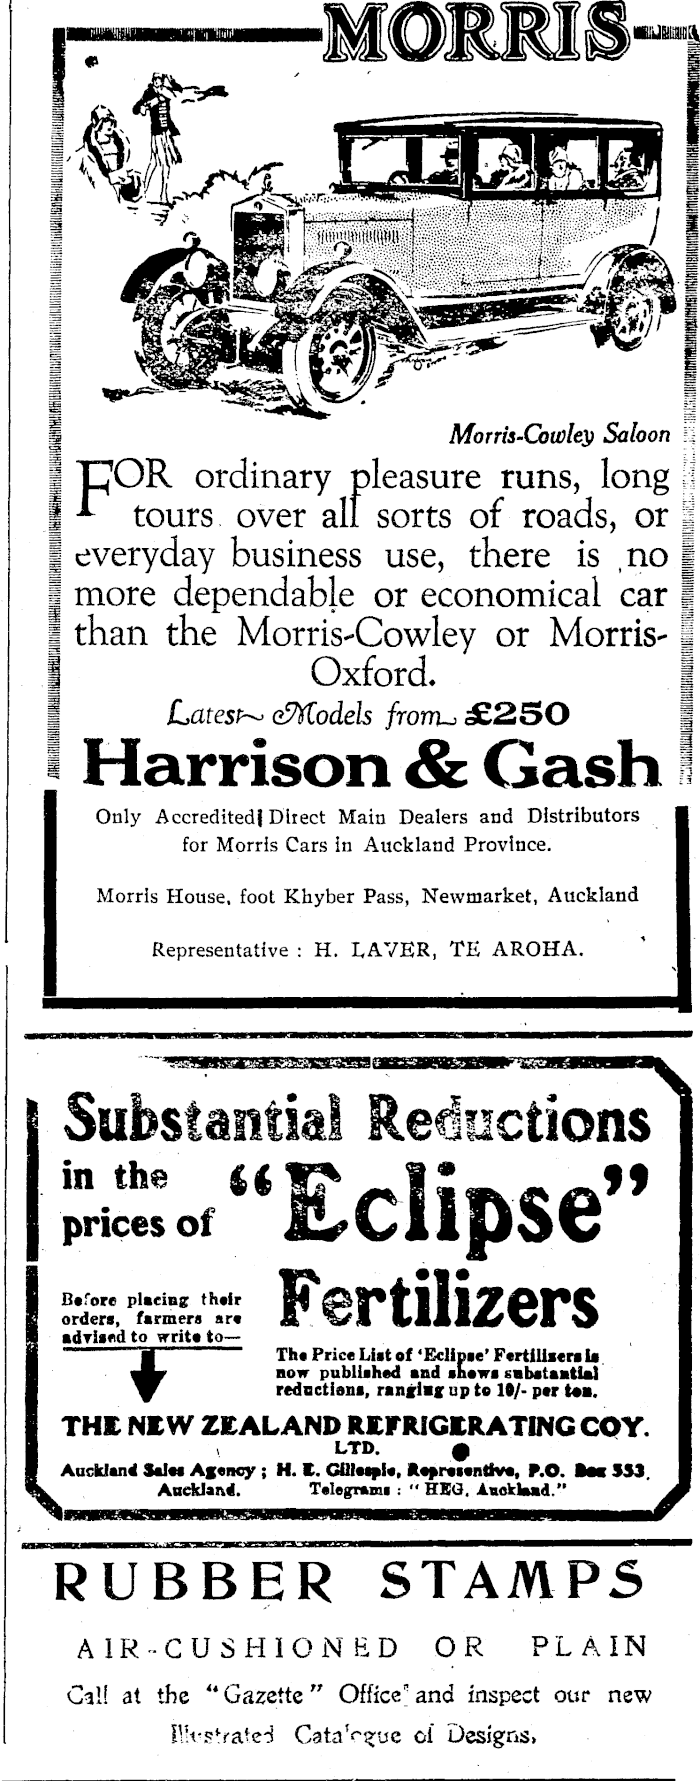 MORRIS
Morris-Cowley Saloon
FOR ordinary pleasure runs, long
tours over all sorts of roads, or
everyday business use, there is no
more dependable or economical car
than the Morris-Cowley or Morris-
Oxford.
Latest Models from £250
Harrison & Gash
Only Accredited Direct Main Dealers and Distributors
for Morris Cars in Auckland Province.
Morris House, foot Khyber Pass, Newmarket, Auckland
Representative : H. LAVER, TE AROHA.
Substantial Reductions
in the
prices of
"Eclipse"
Fertilizers
Before placing their
orders, farmers are
advised to write to—
The Price List of 'Eclipse' Fertilizers is
now published and shows substantial
reductions, ranging up to 10/- per ton.
THE NEW ZEALAND REFRIGERATING COY.
LTD.
Auckland Sales Agency ; H. E. Gillespie, Representive, P.O. Box 553,
Auckland. Telegrams : "HEG, Auckland."
RUBBER STAMPS
AIR-CUSHIONED OR PLAIN
Call at the "Gazette" Office and inspect our new
Illustrated Catalogue of Designs.